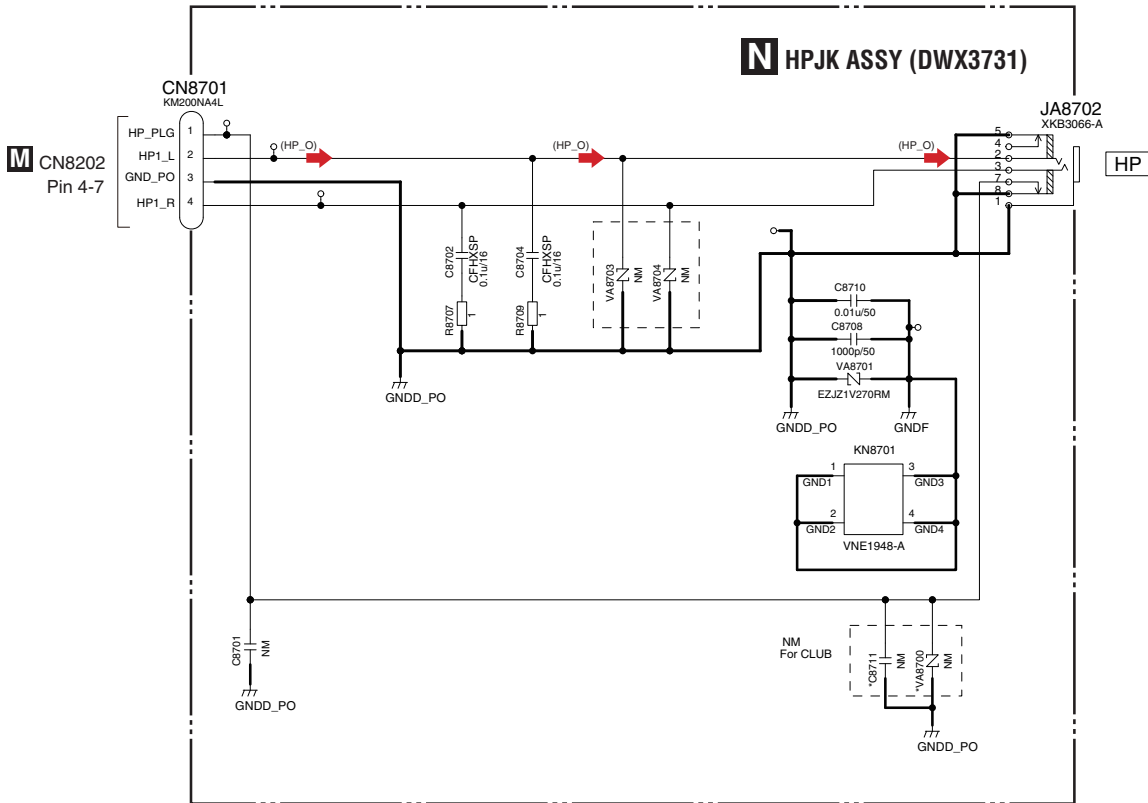 N HPJK ASSY (DWX3731)
CN8701
KM200NA4L
M CN8202
Pin 4-7
HP_PLG 1
HP1_L 2
GND_PO 3
HP1_R 4
(HP_O)
(HP_O)
(HP_O)
JA8702
XKB3066-A
5
4
2
3
7
8
1
HP
C8702
CFHXSP
0.1u/16
C8704
CFHXSP
0.1u/16
VA8703
NM
VA8704
NM
R8707
1
R8709
1
GNDD_PO
C8710
0.01u/50
C8708
1000p/50
VA8701
EZJZ1V270RM
GNDD_PO
GNDF
KN8701
1
3
GND1
GND3
2
4
GND2
GND4
VNE1948-A
C8701
NM
GNDD_PO
NM
For CLUB
*C8711
NM
*VA8700
NM
GNDD_PO